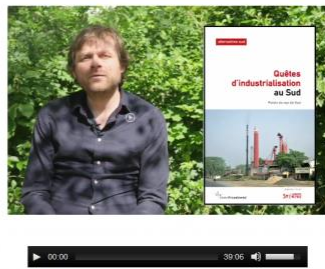 alternatives sud
Quêtes
d'industrialisation
au Sud
00:00
39:06